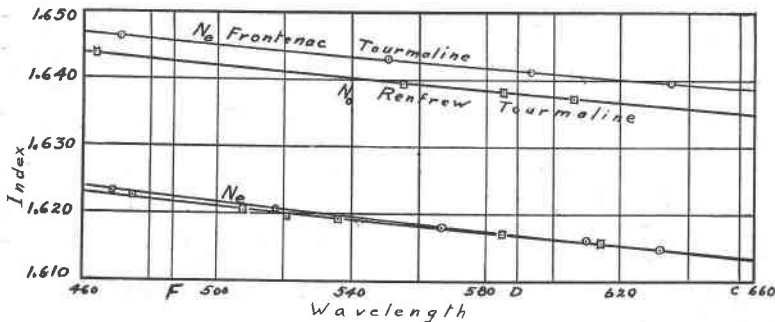 1.650
Ne Frontenac Tourmaline
1.640
No Renfrew Tourmaline
1.630
Index
Ne
1.620
1.610
460 F 500 540 580 D 620 C 660
Wavelength